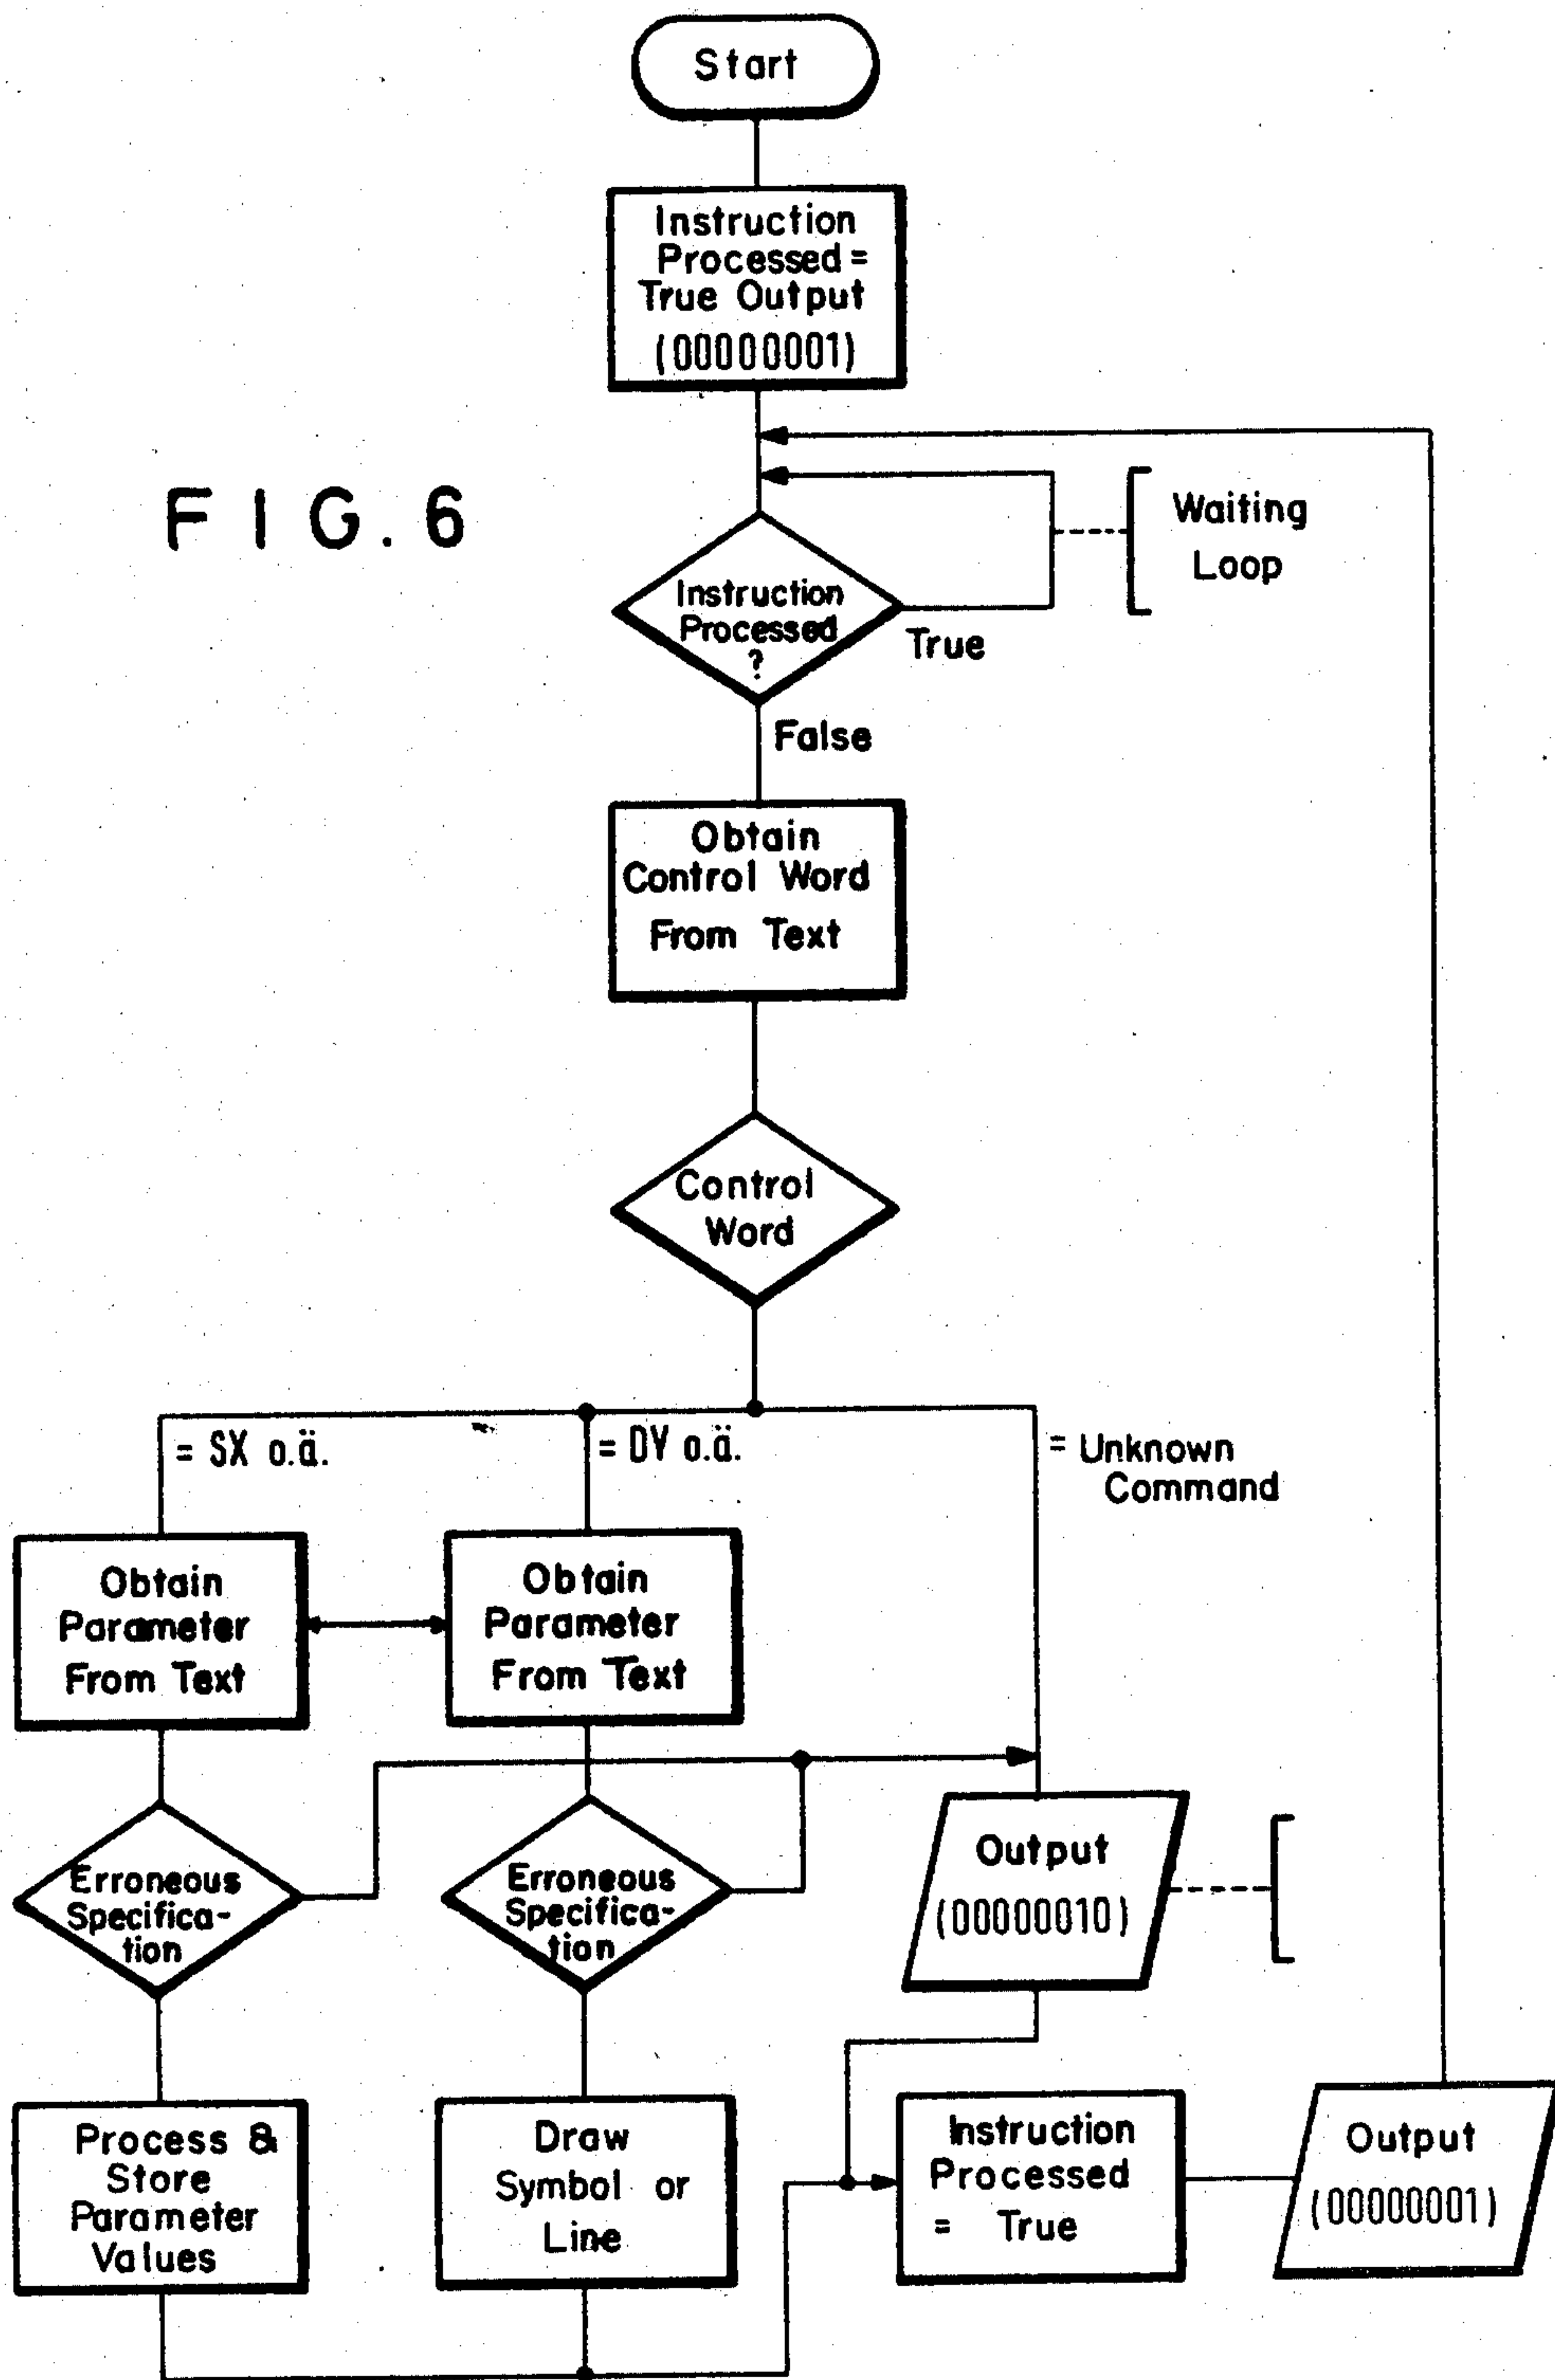 Start
Instruction
Processed =
True Output
(00000001)
FIG. 6
Waiting
Loop
Instruction
Processed
?
True
False
Obtain
Control Word
From Text
Control
Word
= SX o.ä.
= DV o.ä.
= Unknown
Command
Obtain
Parameter
From Text
Obtain
Parameter
From Text
Erroneous
Specifica-
tion
Erroneous
Specifica-
tion
Output
(00000010)
Process &
Store
Parameter
Values
Draw
Symbol or
Line
Instruction
Processed
= True
Output
(00000001)